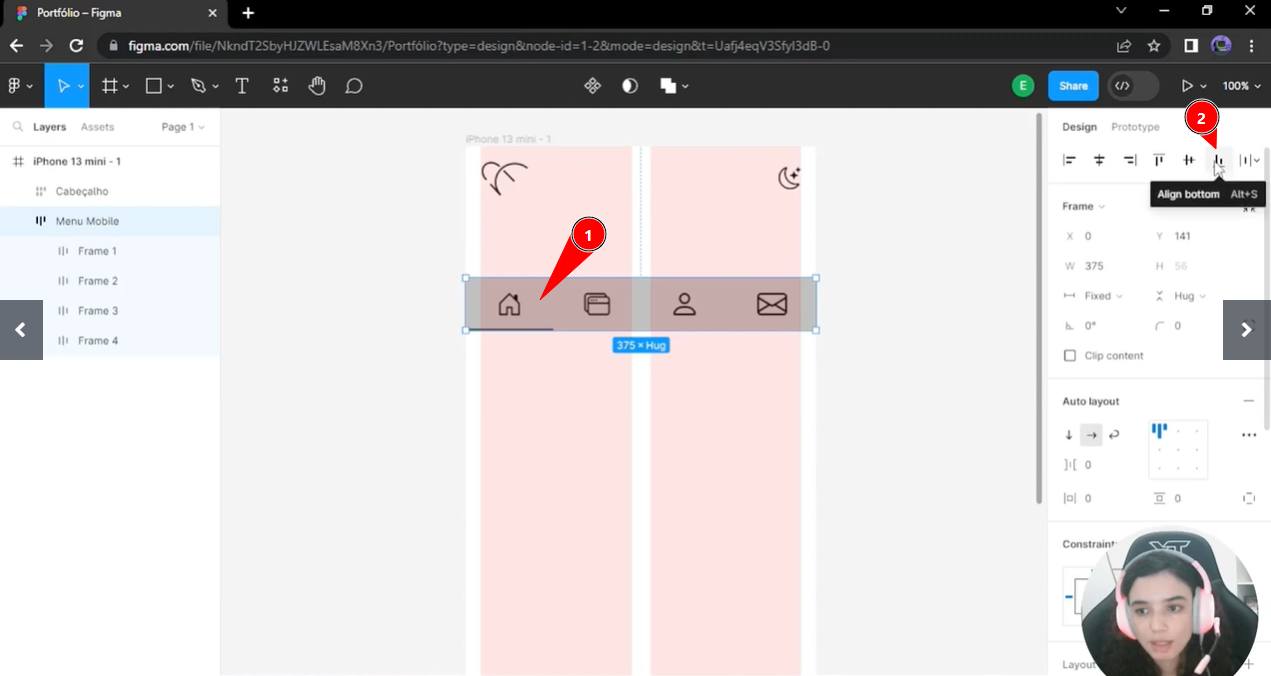 Portfólio – Figma
figma.com/file/NkndT2SbyHJZWLEsaM8Xn3/Portfólio?type=design&node-id=1-2&mode=design&t=Uafj4eqV3SfyI3dB-0
E
Share
100%
Layers
Assets
Page 1
iPhone 13 mini - 1
Cabeçalho
Menu Mobile
Frame 1
Frame 2
Frame 3
Frame 4
iPhone 13 mini - 1
1
375 × Hug
2
Design
Prototype
Align bottom Alt+S
Frame
X 0
Y 141
W 375
H 56
Fixed
Hug
0°
0
Clip content
Auto layout
0
0
0
Layout